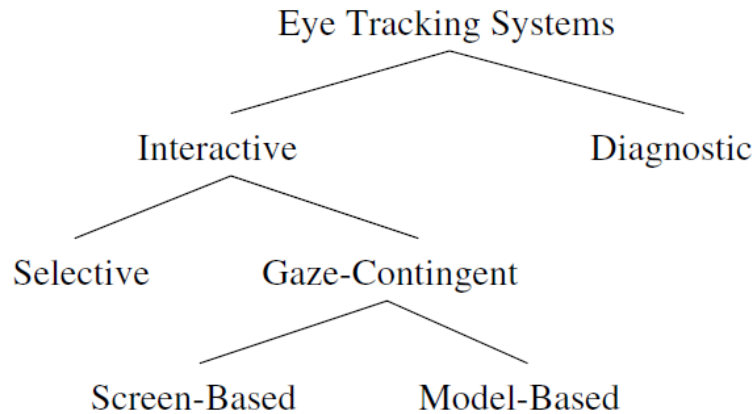 Eye Tracking Systems
Interactive Diagnostic
Selective Gaze-Contingent
Screen-Based Model-Based